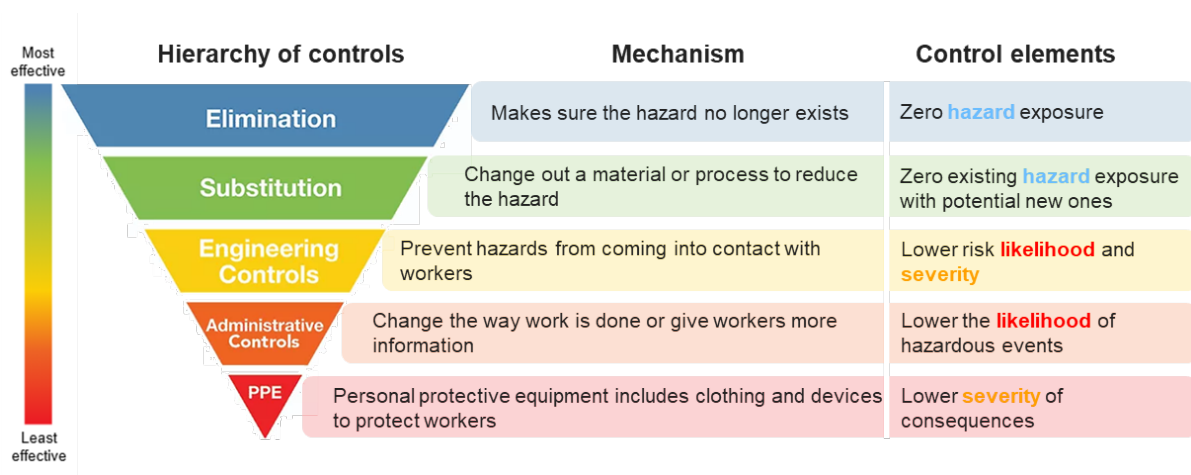 Most
effective
Hierarchy of controls
Mechanism
Control elements
Elimination
Makes sure the hazard no longer exists
Zero hazard exposure
Substitution
Change out a material or process to reduce
the hazard
Zero existing hazard exposure
with potential new ones
Engineering
Controls
Prevent hazards from coming into contact with
workers
Lower risk likelihood and
severity
Administrative
Controls
Change the way work is done or give workers more
information
Lower the likelihood of
hazardous events
PPE
Personal protective equipment includes clothing and devices
to protect workers
Lower severity of
consequences
Least
effective